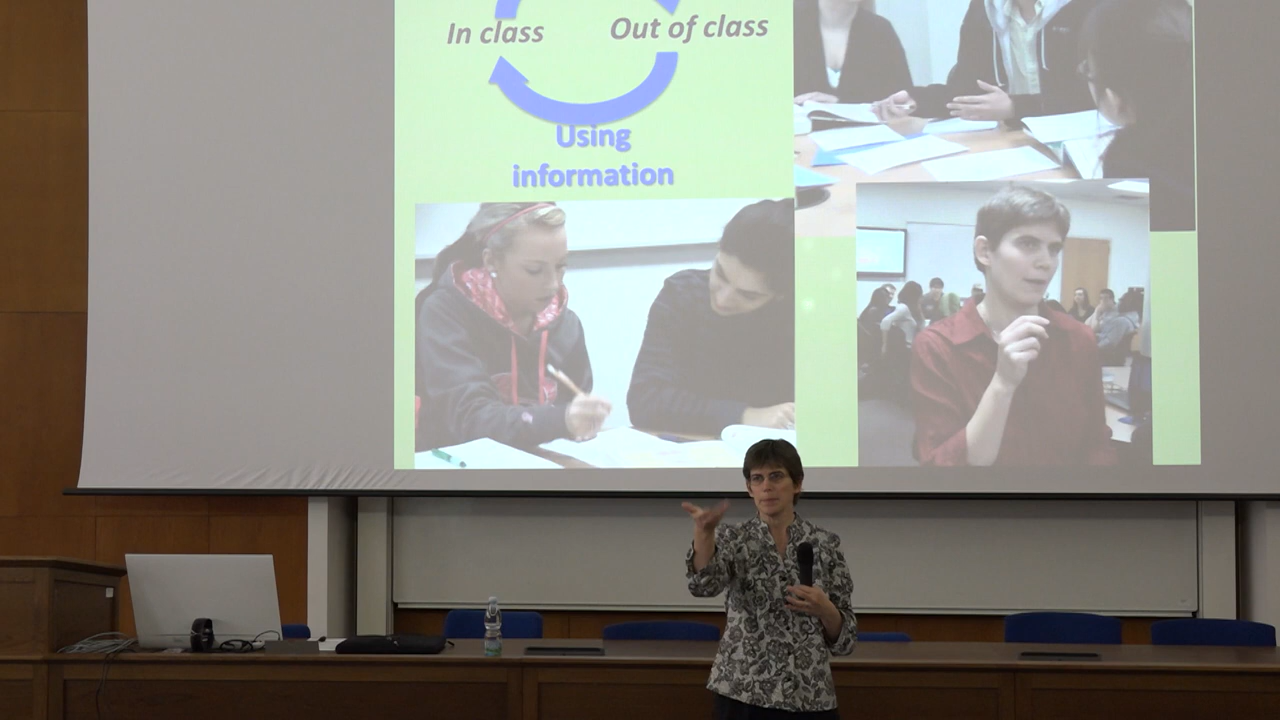 In class
Out of class
Using
information